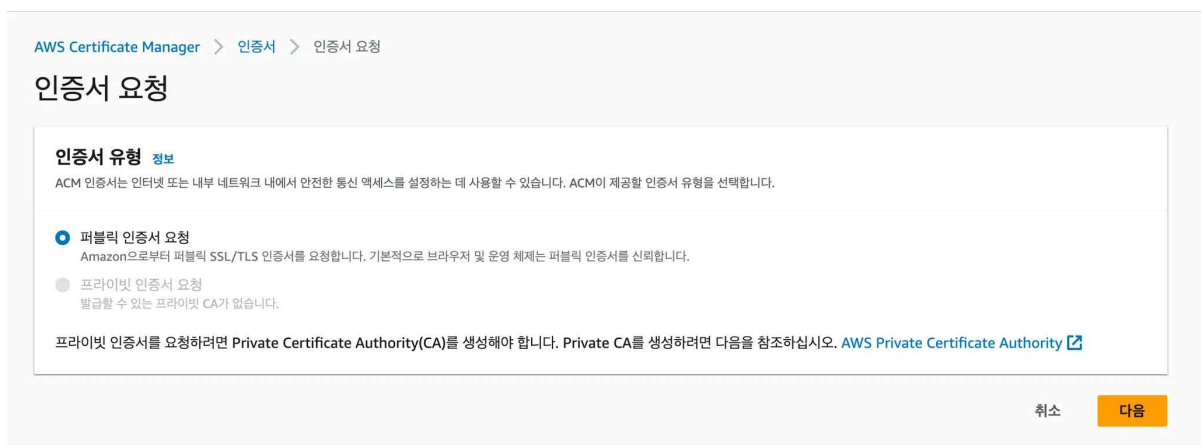 AWS Certificate Manager > 인증서 > 인증서 요청
인증서 요청
인증서 유형 정보
ACM 인증서는 인터넷 또는 내부 네트워크 내에서 안전한 통신 액세스를 설정하는 데 사용할 수 있습니다. ACM이 제공할 인증서 유형을 선택합니다.
퍼블릭 인증서 요청
Amazon으로부터 퍼블릭 SSL/TLS 인증서를 요청합니다. 기본적으로 브라우저 및 운영 체제는 퍼블릭 인증서를 신뢰합니다.
프라이빗 인증서 요청
발급할 수 있는 프라이빗 CA가 없습니다.
프라이빗 인증서를 요청하려면 Private Certificate Authority(CA)를 생성해야 합니다. Private CA를 생성하려면 다음을 참조하십시오. AWS Private Certificate Authority
취소 다음